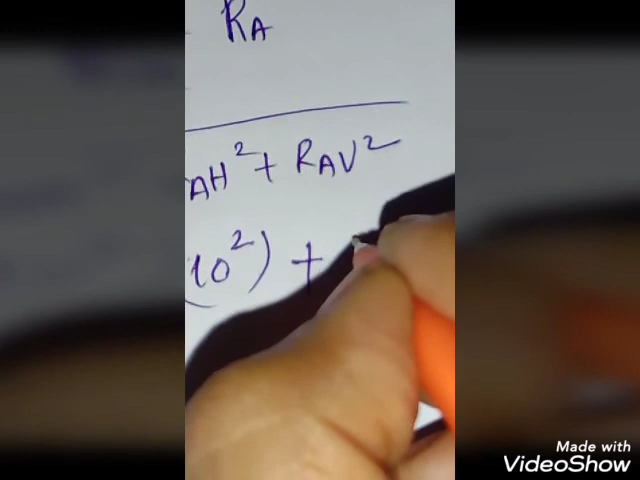 RA
AH² + RAV²
(10²) +
Made with
VideoShow